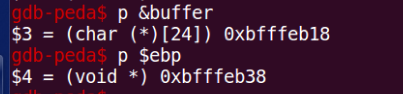 gdb-peda$ p &buffer
$3 = (char (*)[24]) 0xbfffeb18
gdb-peda$ p $ebp
$4 = (void *) 0xbfffeb38